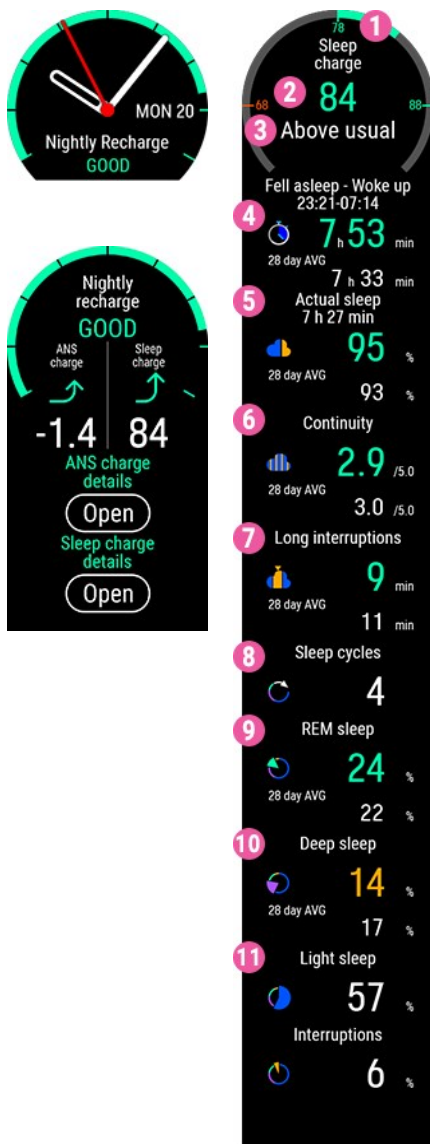 MON 20
Nightly Recharge
GOOD
Nightly
recharge
GOOD
ANS
charge
Sleep
charge
-1.4
84
ANS charge
details
Open
Sleep charge
details
Open
1
78
Sleep
charge
2
84
68
88
3
Above usual
Fell asleep - Woke up
23:21-07:14
4
7 h 53 min
28 day AVG
7 h 33 min
5
Actual sleep
7 h 27 min
95 %
28 day AVG
93 %
6
Continuity
2.9 /5.0
28 day AVG
3.0 /5.0
7
Long interruptions
9 min
28 day AVG
11 min
8
Sleep cycles
4
9
REM sleep
24 %
28 day AVG
22 %
10
Deep sleep
14 %
28 day AVG
17 %
11
Light sleep
57 %
Interruptions
6 %